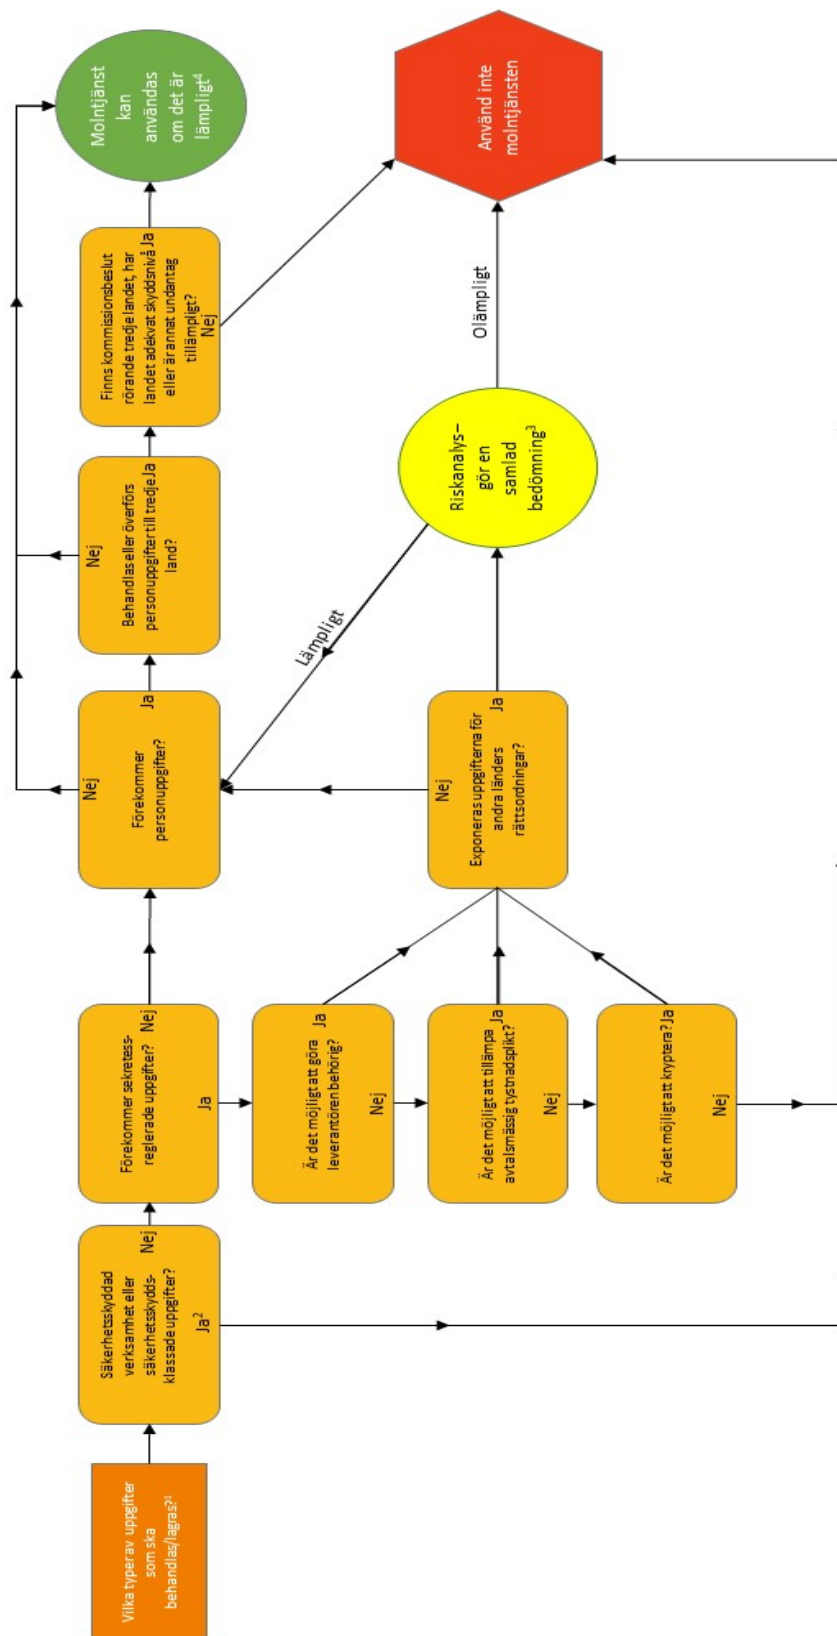 Vilka typer av uppgifter
som ska
behandlas/lagras?¹
Säkerhetsskyddad
verksamhet eller
säkerhetsskydds-
klassade uppgifter?
Nej
Ja²
Förekommer sekretess-
reglerade uppgifter?
Nej
Ja
Är det möjligt att göra
leverantören behörig?
Ja
Nej
Är det möjligt att tillämpa
avtalsmässig tystnadsplikt?
Ja
Nej
Är det möjligt att kryptera?
Ja
Nej
Förekommer
personuppgifter?
Nej
Ja
Exponeras uppgifterna för
andra länders
rättsordningar?
Nej
Ja
Behandlas eller överförs
personuppgifter till tredje
land?
Nej
Ja
Lämpligt
Riskanalys–
gör en
samlad
bedömning³
Olämpligt
Finns kommissionsbeslut
rörande tredje landet, har
landet adekvat skyddsnivå
eller är annat undantag
tillämpligt?
Ja
Nej
Molntjänst
kan
användas
om det är
lämpligt⁴
Använd inte
molntjänsten